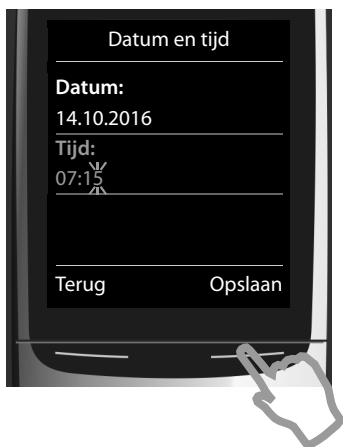 Datum en tijd
Datum:
14.10.2016
Tijd:
07:15
Terug Opslaan